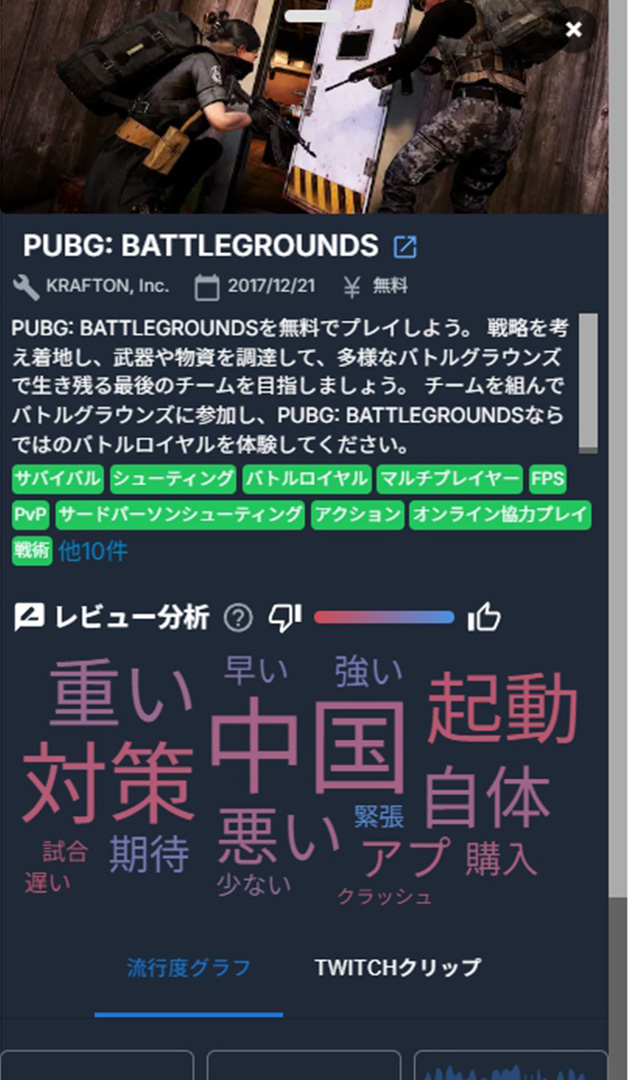 PUBG: BATTLEGROUNDS
KRAFTON, Inc. 2017/12/21 ¥ 無料
PUBG: BATTLEGROUNDSを無料でプレイしよう。 戦略を考
え着地し、武器や物資を調達して、多様なバトルグラウンズ
で生き残る最後のチームを目指しましょう。 チームを組んで
バトルグラウンズに参加し、PUBG: BATTLEGROUNDSなら
ではのバトルロイヤルを体験してください。
サバイバル シューティング バトルロイヤル マルチプレイヤー FPS
PvP サードパーソンシューティング アクション オンライン協力プレイ
戦術 他10件
レビュー分析 ?
早い 強い
重い 起動
中国
対策 自体
悪い 緊張
試合 期待 アプ 購入
遅い 少ない クラッシュ
流行度グラフ TWITCHクリップ